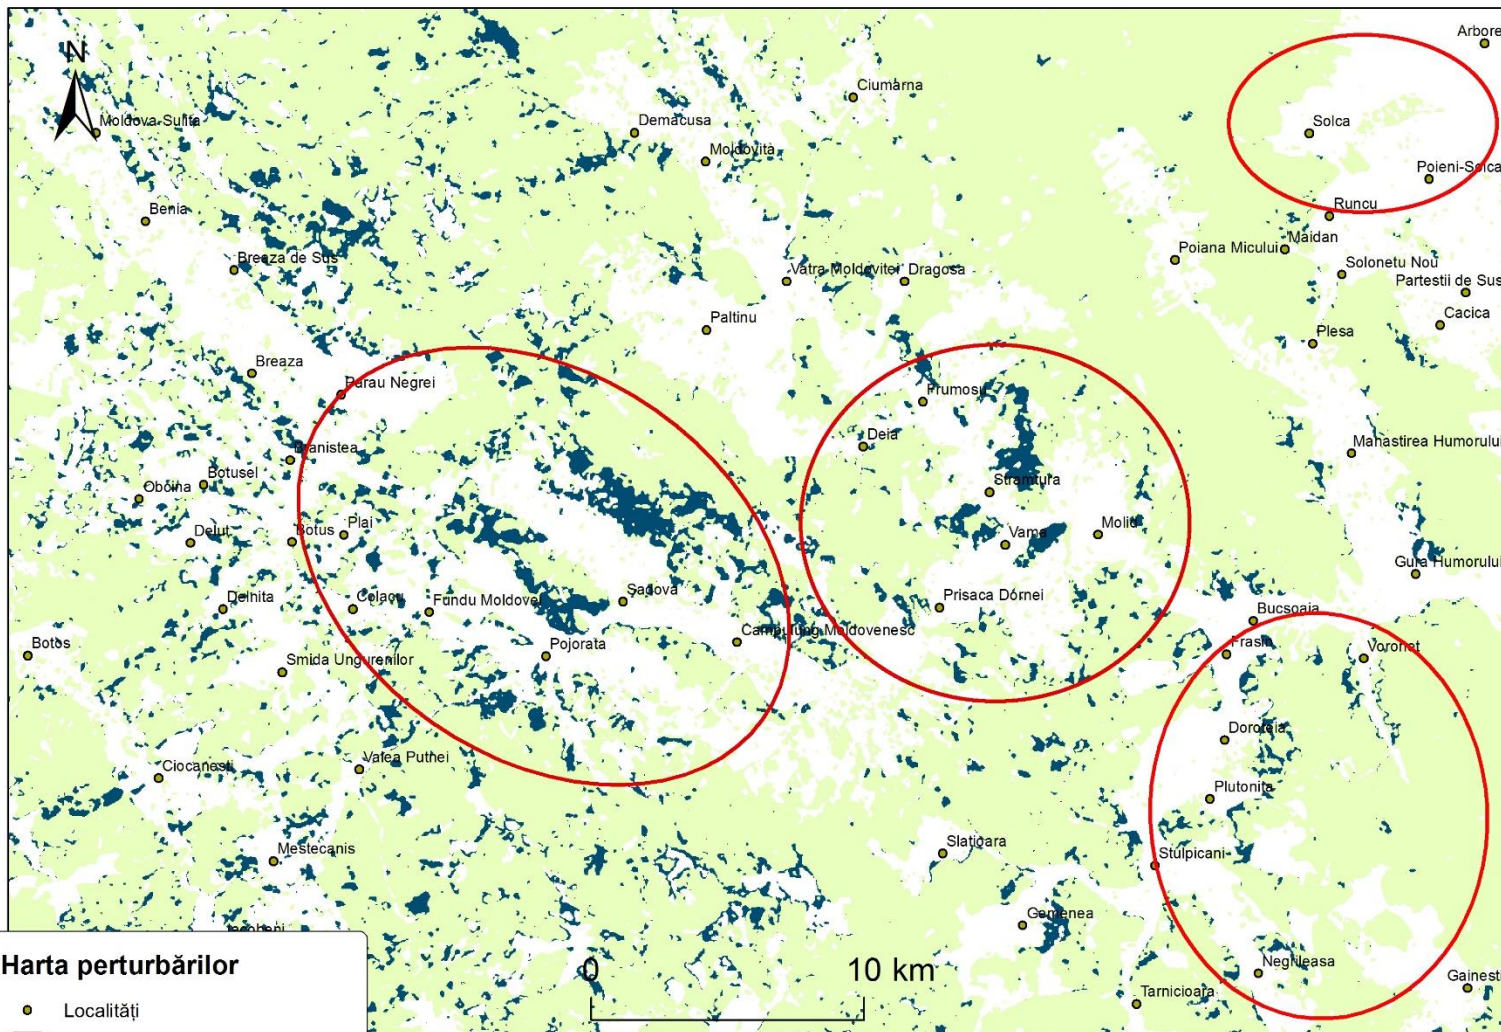 Arbore
N
Ciumarna
Moldova-Sulita
Demacusa
Solca
Moldovita
Poieni-Solca
Benia
Runcu
Poiana Micului
Maidan
Breaza de Sus
Solonetu Nou
Vatra Moldovitei
Dragosa
Partestii de Sus
Paltinu
Cacica
Plesa
Breaza
Parau Negrei
Frumosu
Deia
Manastirea Humorului
Botusel
Obcina
Stramtura
Plai
Delut
Botus
Vama
Molid
Gura Humorului
Delnita
Colacu
Fundu Moldovei
Sadova
Prisaca Dornei
Bucsoaia
Campulung Moldovenesc
Botos
Pojorata
Frasin
Voronet
Smida Ungurenilor
Doroteia
Valea Putnei
Ciocanesti
Plutonita
Mestecanis
Slatioara
Stulpicani
Gemenea
Iacobeni
Harta perturbărilor
0
10 km
Negrileasa
Gainesti
Tarnicioara
Localități